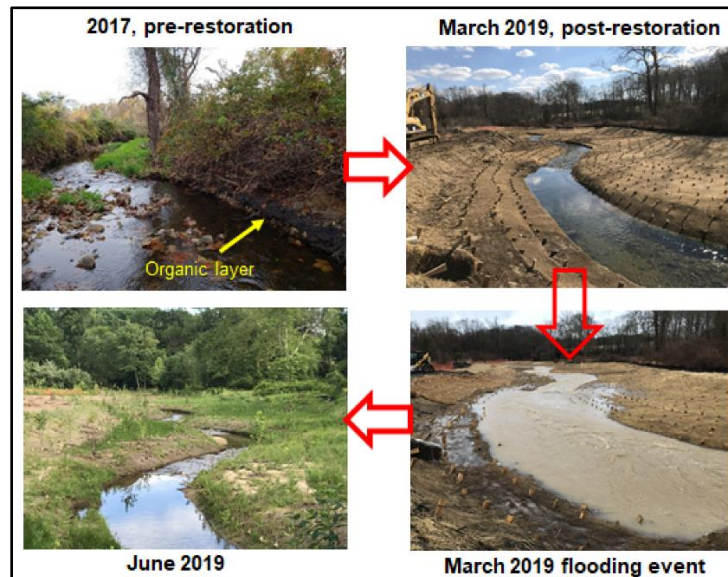 2017, pre-restoration
March 2019, post-restoration
Organic layer
June 2019
March 2019 flooding event